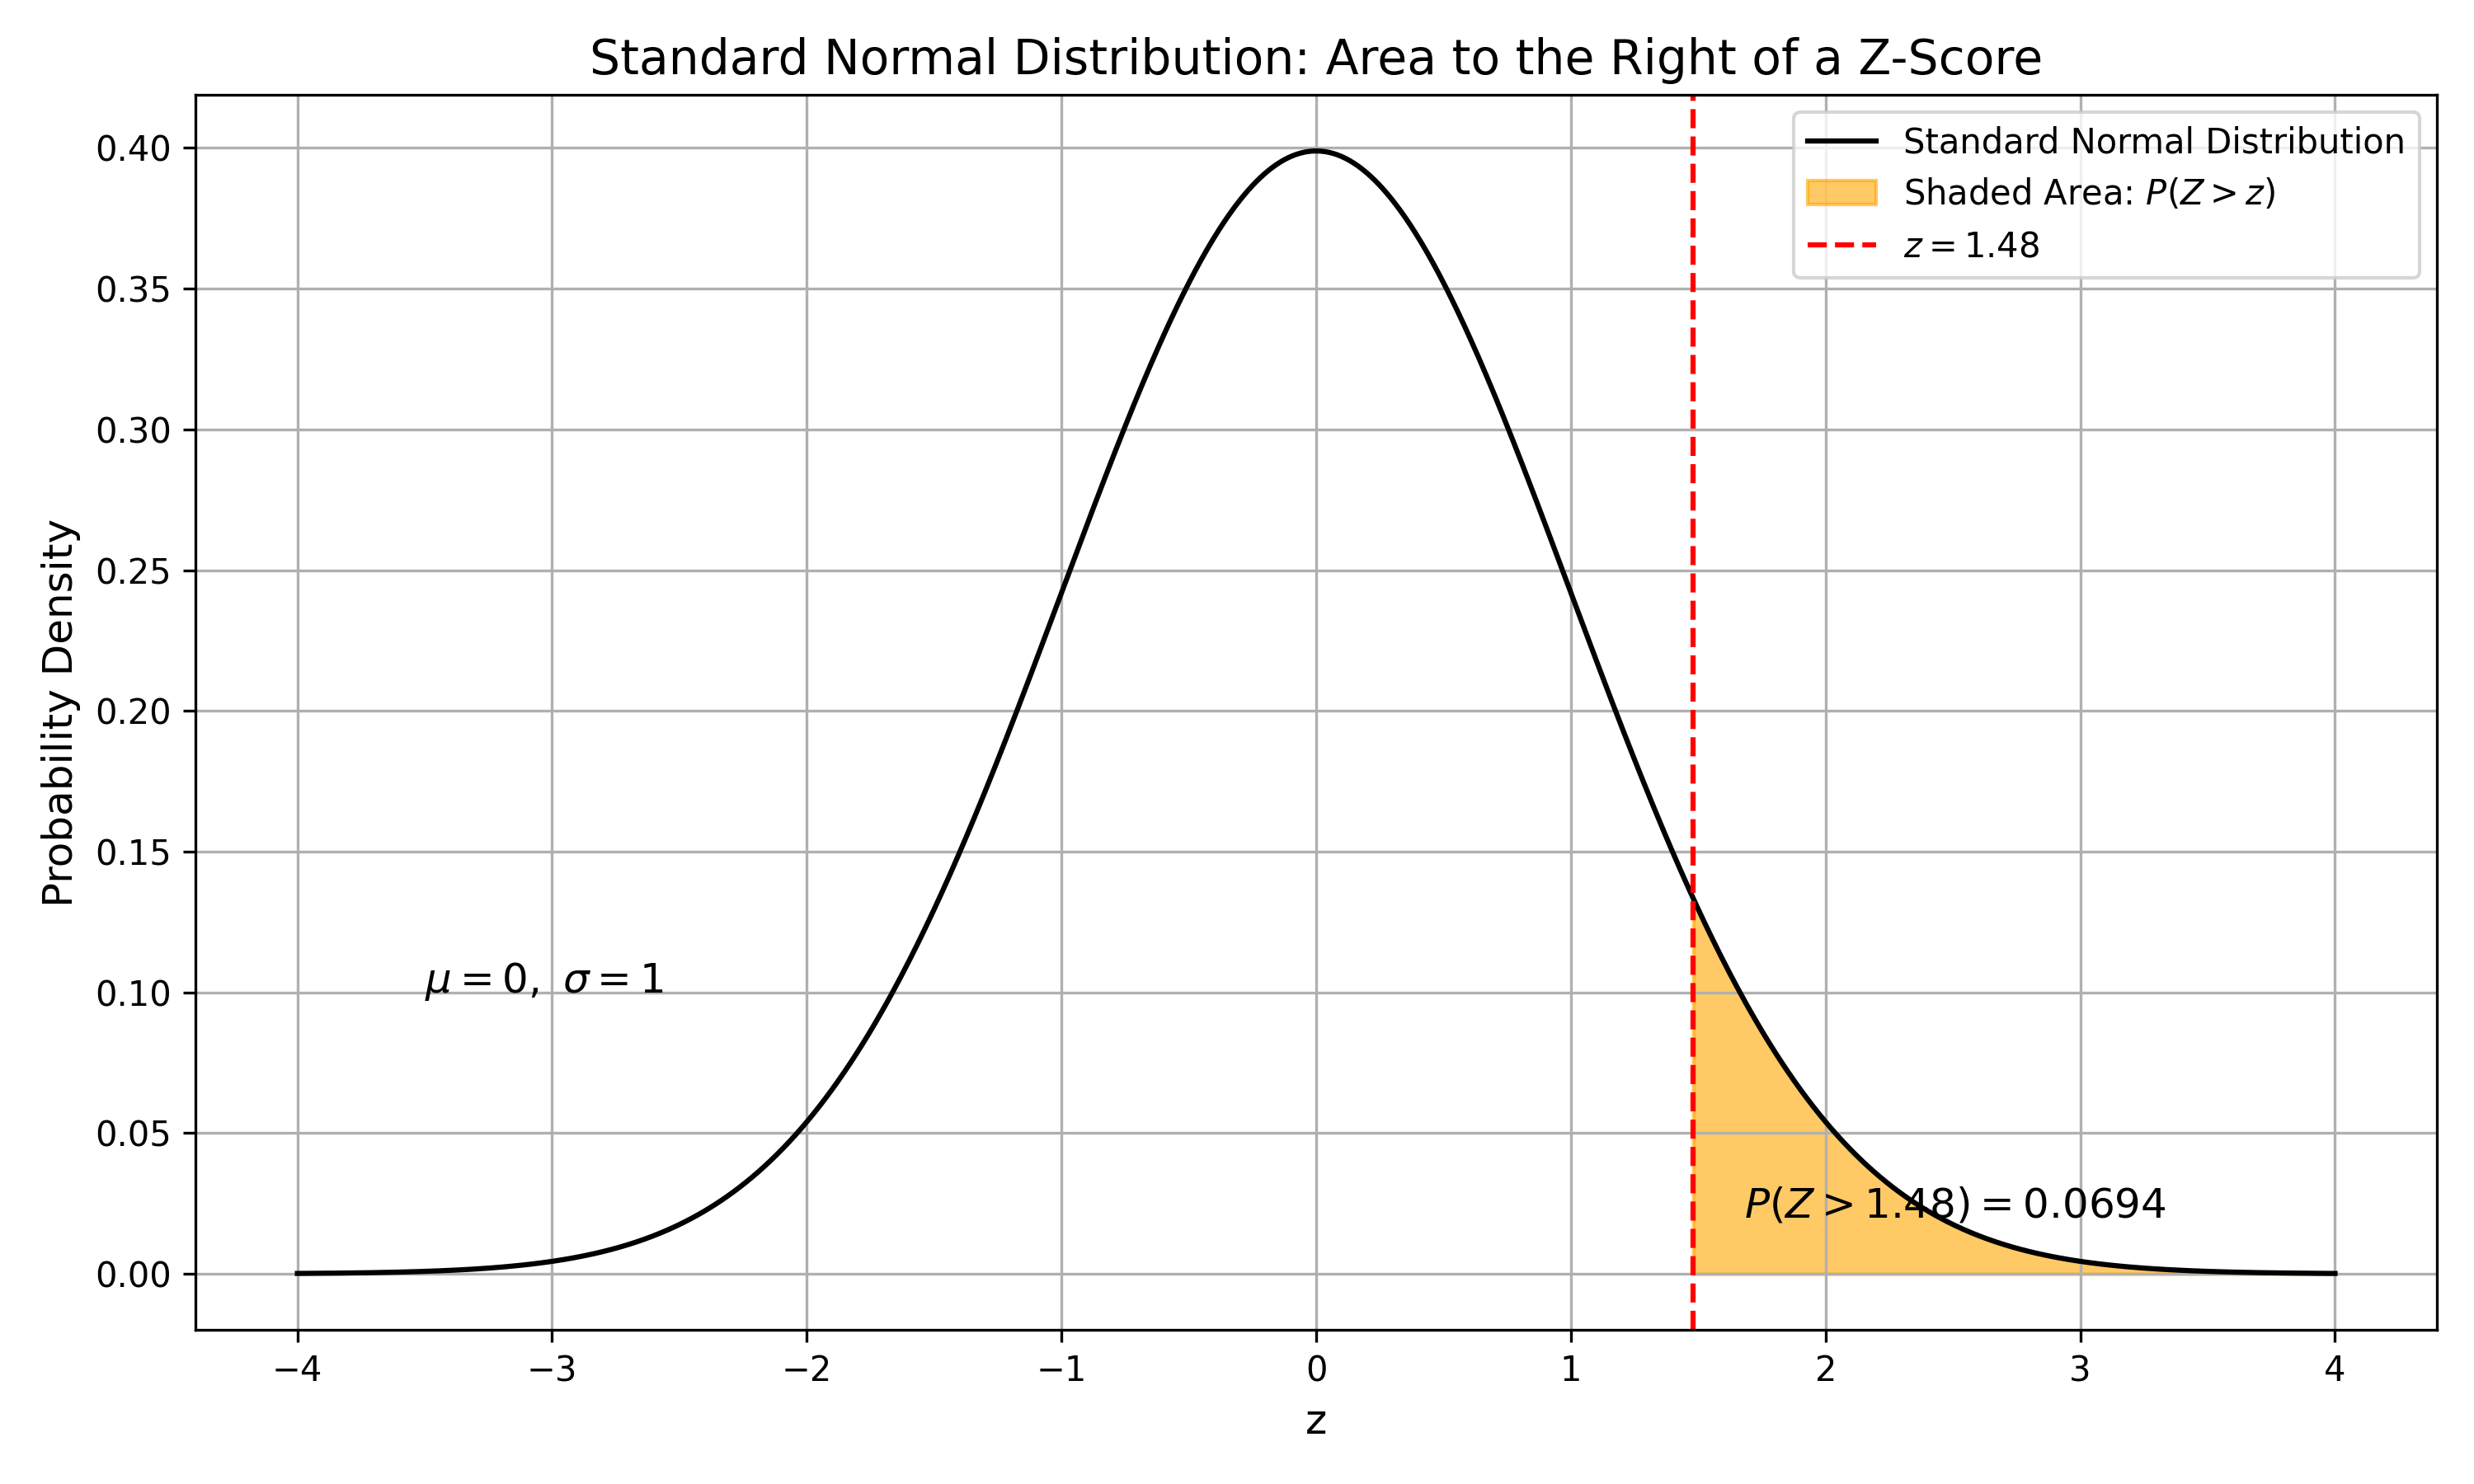 Standard Normal Distribution: Area to the Right of a Z-Score
Standard Normal Distribution
Shaded Area: P(Z > z)
z = 1.48
Probability Density
0.40
0.35
0.30
0.25
0.20
0.15
0.10
0.05
0.00
μ = 0, σ = 1
P(Z > 1.48) = 0.0694
−4 −3 −2 −1 0 1 2 3 4
z